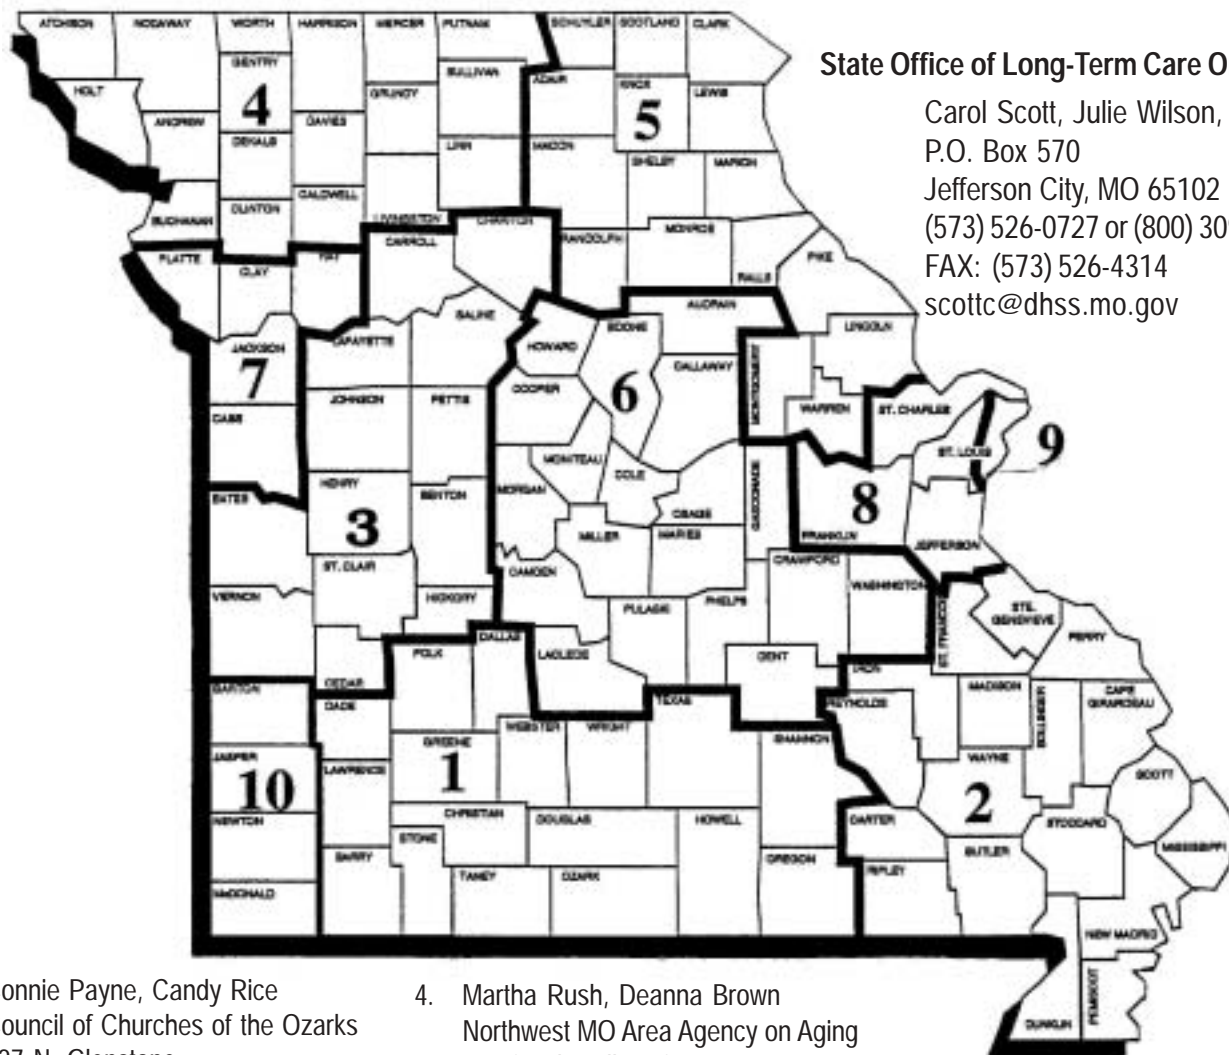 ATCHISON NODAWAY WORTH HARRISON MERCER PUTNAM SCHUYLER SCOTLAND CLARK
State Office of Long-Term Care O
GENTRY SULLIVAN ADAIR KNOX LEWIS
HOLT 4 GRUNDY 5
Carol Scott, Julie Wilson,
ANDREW DAVIES
P.O. Box 570
DEKALB LINN MACON SHELBY MARION
Jefferson City, MO 65102
BUCHANAN CLINTON CALDWELL LIVINGSTON CHARITON
(573) 526-0727 or (800) 30
PLATTE CLAY RAY CARROLL RANDOLPH MONROE RALLS PIKE
FAX: (573) 526-4314
scottc@dhss.mo.gov
SALINE AUDRAIN
JACKSON LAFAYETTE HOWARD BOONE LINCOLN
7 CALLAWAY MONTGOMERY
CASS JOHNSON PETTIS COOPER 6 WARREN ST. CHARLES
9
MONITEAU COLE ST. LOUIS
BATES HENRY BENTON MORGAN OSAGE GASCONADE
3 8
MILLER MARIES FRANKLIN JEFFERSON
ST. CLAIR CAMDEN CRAWFORD WASHINGTON
VERNON HICKORY PULASKI PHELPS ST. FRANCOIS STE. GENEVIEVE
PERRY
POLK DALLAS LACLEDE DENT IRON
BARTON CEDAR DADE TEXAS REYNOLDS MADISON BOLLINGER CAPE GIRARDEAU
JASPER GREENE WEBSTER WRIGHT SHANNON WAYNE
10 LAWRENCE 1 2 SCOTT
NEWTON CHRISTIAN DOUGLAS HOWELL CARTER STODDARD
STONE MISSISSIPPI
BARRY OREGON BUTLER
McDONALD TANEY OZARK RIPLEY
NEW MADRID
DUNKLIN PEMISCOT
onnie Payne, Candy Rice
ouncil of Churches of the Ozarks
4. Martha Rush, Deanna Brown
Northwest MO Area Agency on Aging